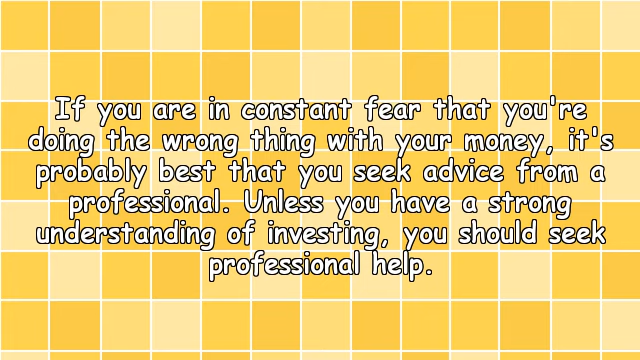 If you are in constant fear that you're
doing the wrong thing with your money, it's
probably best that you seek advice from a
professional. Unless you have a strong
understanding of investing, you should seek
professional help.